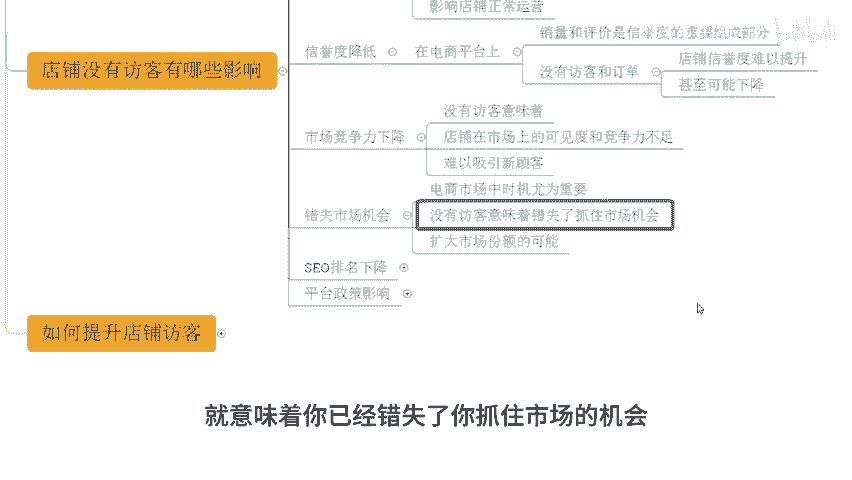 影响店铺正常运营
店铺没有访客有哪些影响
信誉度降低
在电商平台上
销量和评价是信誉度的重要组成部分
没有访客和订单
店铺信誉度难以提升
甚至可能下降
市场竞争力下降
没有访客意味着
店铺在市场上的可见度和竞争力不足
难以吸引新顾客
错失市场机会
电商市场中时机尤为重要
没有访客意味着错失了抓住市场机会
扩大市场份额的可能
SEO排名下降
平台政策影响
如何提升店铺访客
就意味着你已经错失了你抓住市场的机会